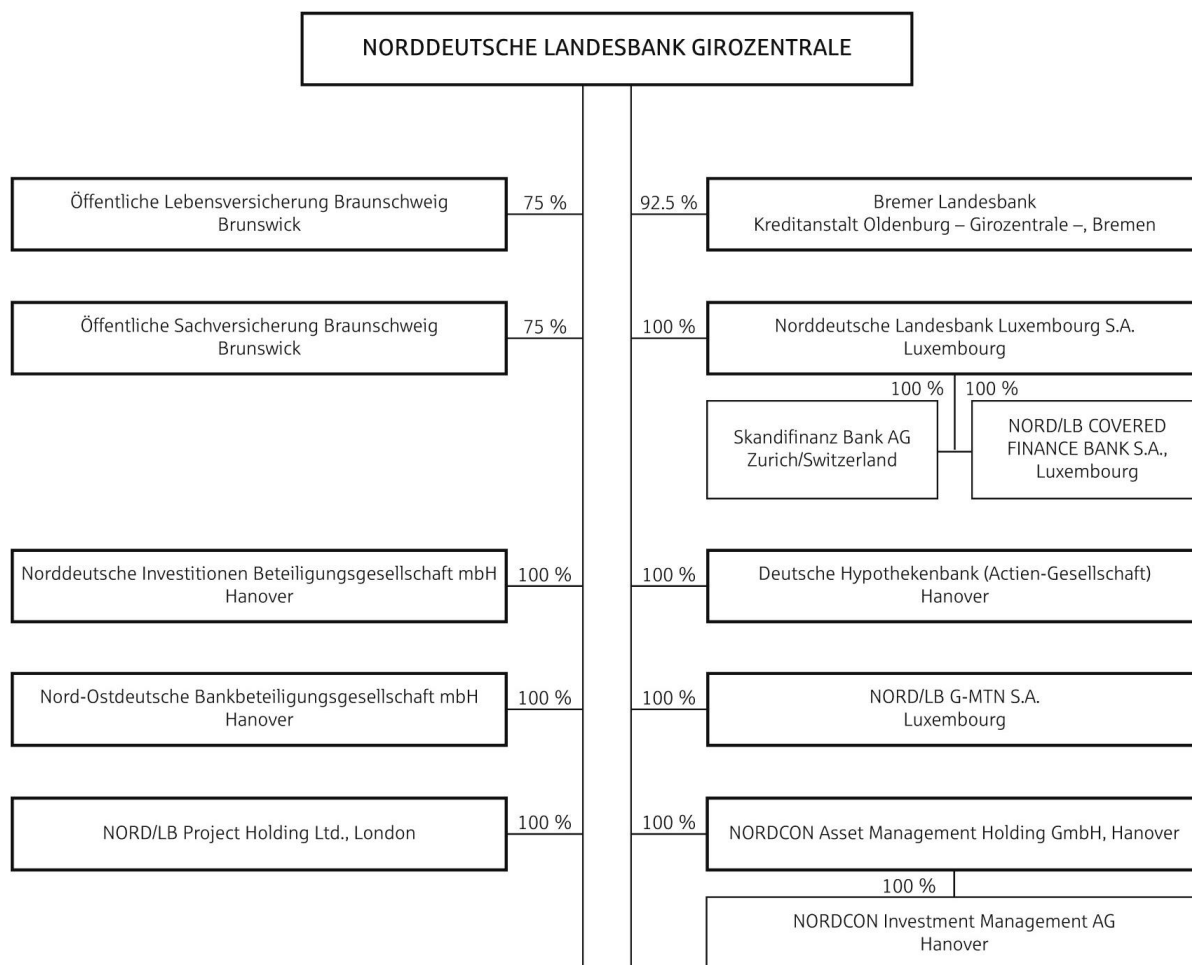 NORDDEUTSCHE LANDESBANK GIROZENTRALE
Öffentliche Lebensversicherung Braunschweig
Brunswick
75 %
92.5 %
Bremer Landesbank
Kreditanstalt Oldenburg – Girozentrale –, Bremen
Öffentliche Sachversicherung Braunschweig
Brunswick
75 %
100 %
Norddeutsche Landesbank Luxembourg S.A.
Luxembourg
100 %
100 %
Skandifinanz Bank AG
Zurich/Switzerland
NORD/LB COVERED
FINANCE BANK S.A.,
Luxembourg
Norddeutsche Investitionen Beteiligungsgesellschaft mbH
Hanover
100 %
100 %
Deutsche Hypothekenbank (Actien-Gesellschaft)
Hanover
Nord-Ostdeutsche Bankbeteiligungsgesellschaft mbH
Hanover
100 %
100 %
NORD/LB G-MTN S.A.
Luxembourg
NORD/LB Project Holding Ltd., London
100 %
100 %
NORDCON Asset Management Holding GmbH, Hanover
100 %
NORDCON Investment Management AG
Hanover